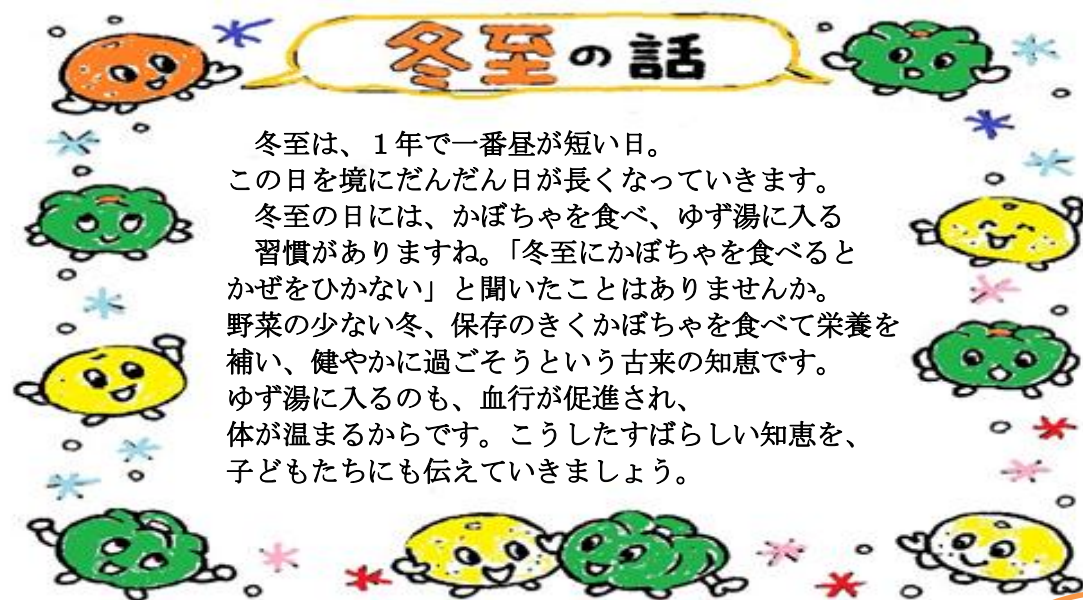 冬至の話
冬至は、１年で一番昼が短い日。
この日を境にだんだん日が長くなっていきます。
冬至の日には、かぼちゃを食べ、ゆず湯に入る
習慣がありますね。「冬至にかぼちゃを食べると
かぜをひかない」と聞いたことはありませんか。
野菜の少ない冬、保存のきくかぼちゃを食べて栄養を
補い、健やかに過ごそうという古来の知恵です。
ゆず湯に入るのも、血行が促進され、
体が温まるからです。こうしたすばらしい知恵を、
子どもたちにも伝えていきましょう。